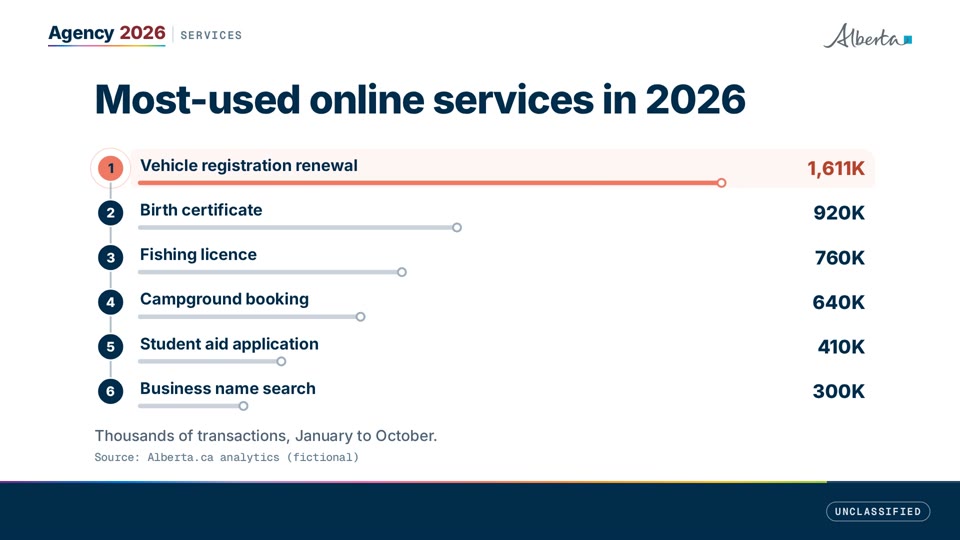 Agency 2026 | SERVICES
Alberta
Most-used online services in 2026
1 Vehicle registration renewal 1,611K
2 Birth certificate 920K
3 Fishing licence 760K
4 Campground booking 640K
5 Student aid application 410K
6 Business name search 300K
Thousands of transactions, January to October.
Source: Alberta.ca analytics (fictional)
UNCLASSIFIED